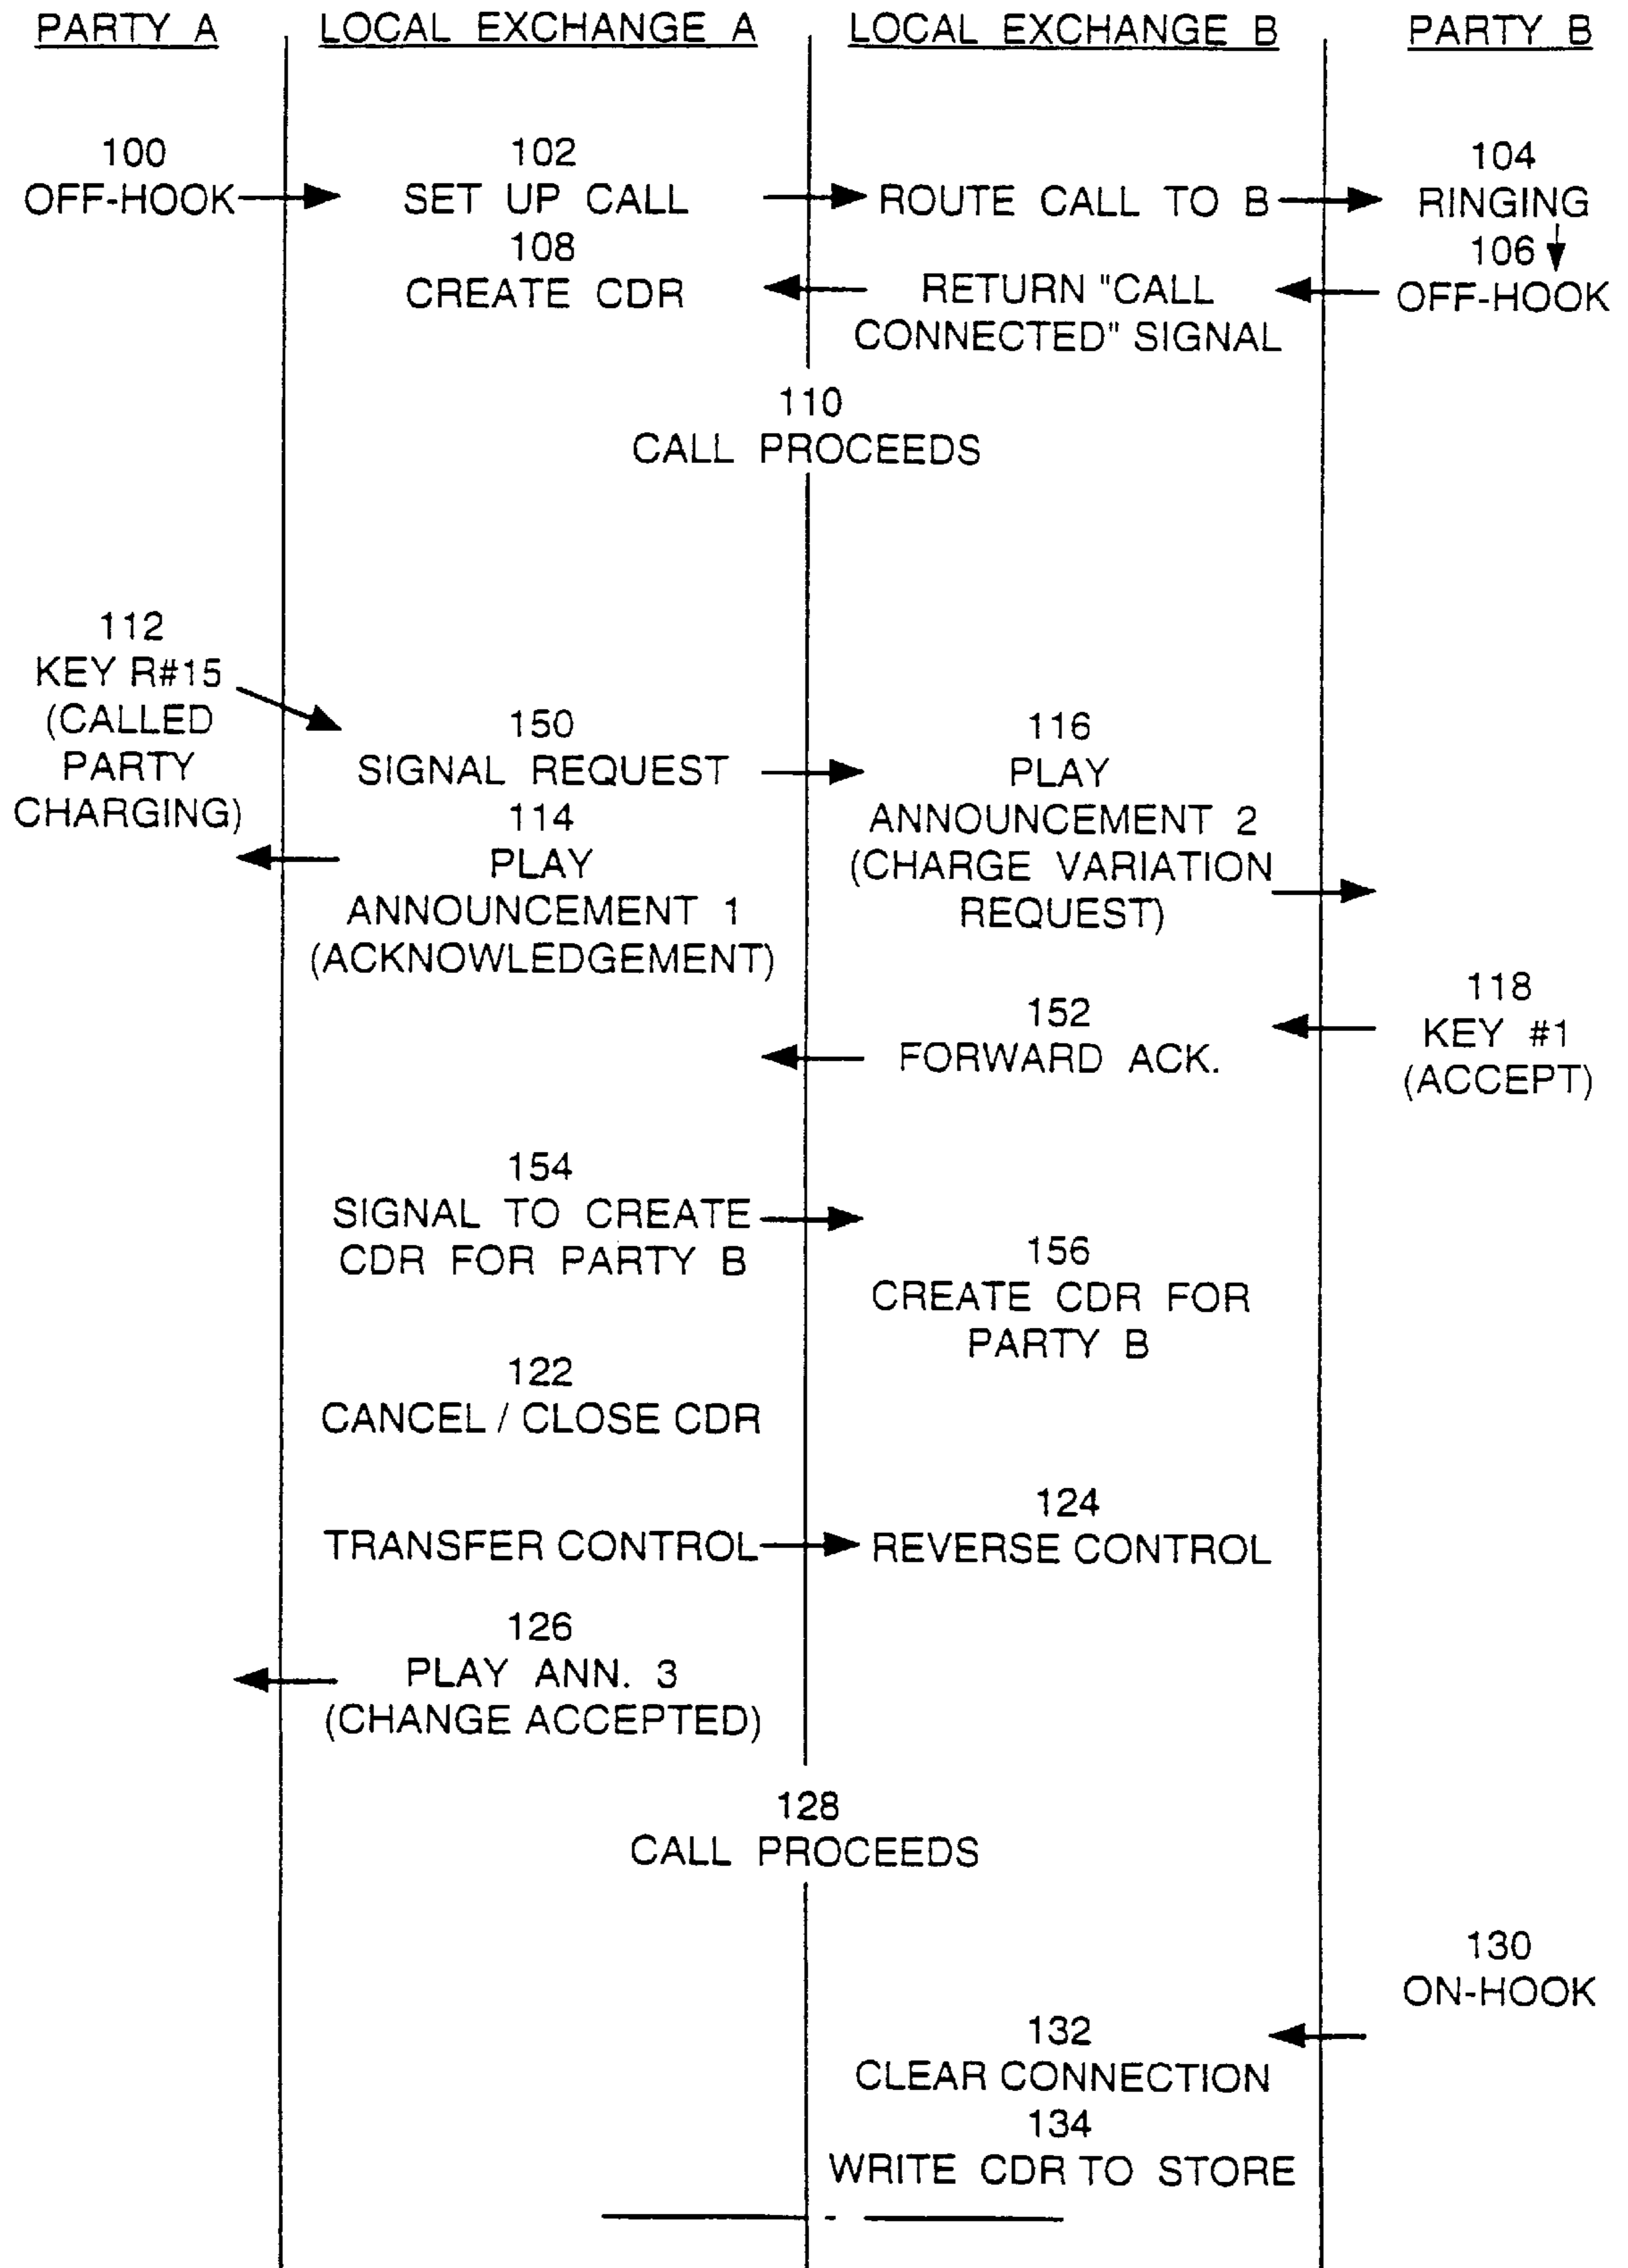 PARTY A
LOCAL EXCHANGE A
LOCAL EXCHANGE B
PARTY B
100
OFF-HOOK
102
SET UP CALL
ROUTE CALL TO B
104
RINGING
108
CREATE CDR
RETURN "CALL
CONNECTED" SIGNAL
106
OFF-HOOK
110
CALL PROCEEDS
112
KEY R#15
(CALLED
PARTY
CHARGING)
150
SIGNAL REQUEST
114
PLAY
ANNOUNCEMENT 1
(ACKNOWLEDGEMENT)
116
PLAY
ANNOUNCEMENT 2
(CHARGE VARIATION
REQUEST)
118
KEY #1
(ACCEPT)
152
FORWARD ACK.
154
SIGNAL TO CREATE
CDR FOR PARTY B
156
CREATE CDR FOR
PARTY B
122
CANCEL / CLOSE CDR
TRANSFER CONTROL
124
REVERSE CONTROL
126
PLAY ANN. 3
(CHANGE ACCEPTED)
128
CALL PROCEEDS
130
ON-HOOK
132
CLEAR CONNECTION
134
WRITE CDR TO STORE